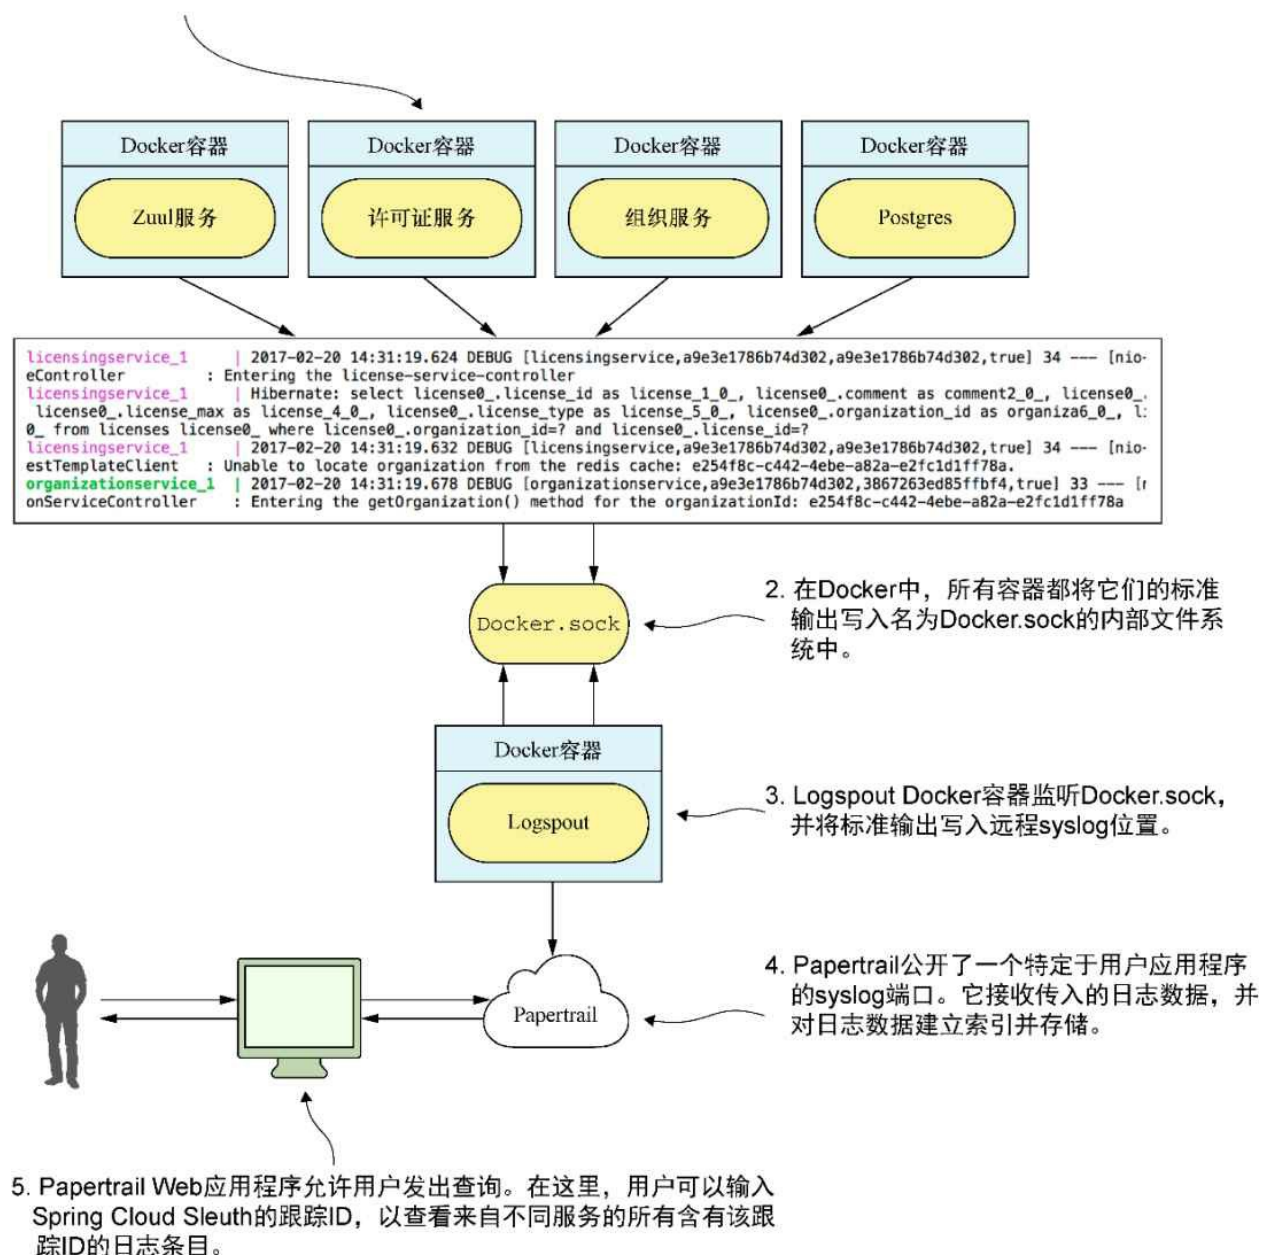 Docker容器
Docker容器
Docker容器
Docker容器
Zuul服务
许可证服务
组织服务
Postgres
licensingservice_1 | 2017-02-20 14:31:19.624 DEBUG [licensingservice,a9e3e1786b74d302,a9e3e1786b74d302,true] 34 --- [nio-
eController : Entering the license-service-controller
licensingservice_1 | Hibernate: select license0_.license_id as license_1_0_, license0_.comment as comment2_0_, license0_.
license0_.license_max as license_4_0_, license0_.license_type as license_5_0_, license0_.organization_id as organiza6_0_, li
0_ from licenses license0_ where license0_.organization_id=? and license0_.license_id=?
licensingservice_1 | 2017-02-20 14:31:19.632 DEBUG [licensingservice,a9e3e1786b74d302,a9e3e1786b74d302,true] 34 --- [nio-
estTemplateClient : Unable to locate organization from the redis cache: e254f8c-c442-4ebe-a82a-e2fc1d1ff78a.
organizationservice_1 | 2017-02-20 14:31:19.678 DEBUG [organizationservice,a9e3e1786b74d302,3867263ed85ffbf4,true] 33 --- [n
onServiceController : Entering the getOrganization() method for the organizationId: e254f8c-c442-4ebe-a82a-e2fc1d1ff78a
Docker.sock
2. 在Docker中，所有容器都将它们的标准
输出写入名为Docker.sock的内部文件系
统中。
Docker容器
Logspout
3. Logspout Docker容器监听Docker.sock，
并将标准输出写入远程syslog位置。
Papertrail
4. Papertrail公开了一个特定于用户应用程序
的syslog端口。它接收传入的日志数据，并
对日志数据建立索引并存储。
5. Papertrail Web应用程序允许用户发出查询。在这里，用户可以输入
Spring Cloud Sleuth的跟踪ID，以查看来自不同服务的所有含有该跟
踪ID的日志条目。